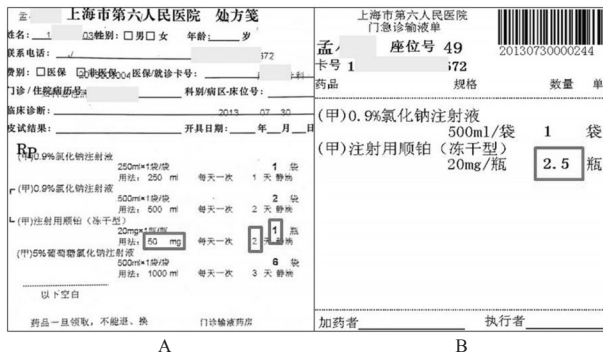 上海市第六人民医院 处方笺
姓名: 性别: □男□女 年龄: 岁
联系电话: 672
费别: □医保 □非医保 医保/就诊卡号:
门诊/住院病历号: 科别/病区-床位号:
临床诊断: 2013 07 30
皮试结果: 开具日期: 年 月 日
Rp
(甲)0.9%氯化钠注射液
250ml*1袋/袋 1 袋
用法: 250 ml 每天一次 1 天 静滴
(甲)0.9%氯化钠注射液
500ml*1袋/袋 2 袋
用法: 500 ml 每天一次 2 天 静滴
(甲)注射用顺铂（冻干型）
20mg*1瓶/瓶 1 瓶
用法: 50 mg 每天一次 2 天 静滴
(甲)5%葡萄糖氯化钠注射液
500ml*1袋/袋 6 袋
用法: 1000 ml 每天一次 3 天 静滴
以下空白
药品一旦领取，不能退、换 门诊输液药房
A
上海市第六人民医院
门急诊输液单
孟 座位号 49
20130730000244
卡号 1 672
药品 规格 数量 单
(甲)0.9%氯化钠注射液
500ml/袋 1 袋
(甲)注射用顺铂（冻干型）
20mg/瓶 2.5 瓶
加药者 执行者
B